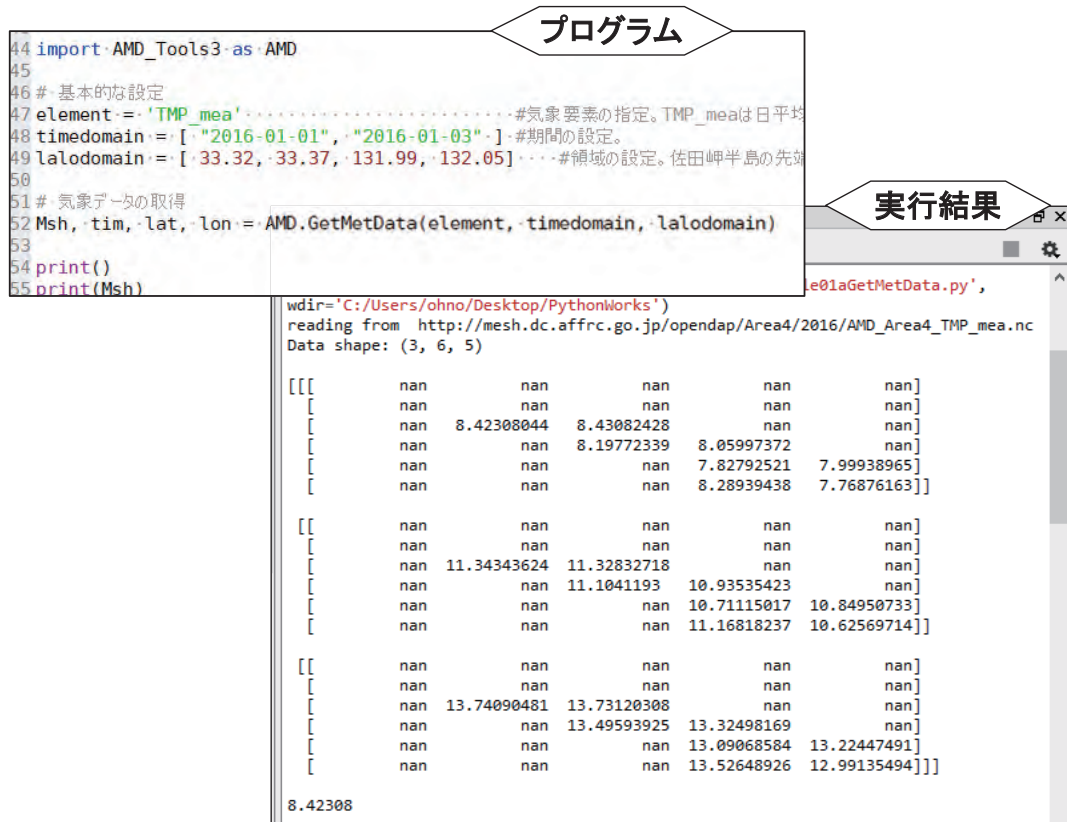 プログラム
44 import AMD_Tools3 as AMD
45
46 # 基本的な設定
47 element = 'TMP_mea' #気象要素の指定。TMP_meaは日平均
48 timedomain = [ "2016-01-01", "2016-01-03" ] #期間の設定。
49 lalodomain = [ 33.32, 33.37, 131.99, 132.05] #領域の設定。佐田岬半島の先端
50
51 # 気象データの取得
52 Msh, tim, lat, lon = AMD.GetMetData(element, timedomain, lalodomain)
53
54 print()
55 print(Msh)
実行結果
le01aGetMetData.py',
wdir='C:/Users/ohno/Desktop/PythonWorks')
reading from http://mesh.dc.affrc.go.jp/opendap/Area4/2016/AMD_Area4_TMP_mea.nc
Data shape: (3, 6, 5)
[[[ nan nan nan nan nan]
[ nan nan nan nan nan]
[ nan 8.42308044 8.43082428 nan nan]
[ nan nan 8.19772339 8.05997372 nan]
[ nan nan nan 7.82792521 7.99938965]
[ nan nan nan 8.28939438 7.76876163]]
[[ nan nan nan nan nan]
[ nan nan nan nan nan]
[ nan 11.34343624 11.32832718 nan nan]
[ nan nan 11.1041193 10.93535423 nan]
[ nan nan nan 10.71115017 10.84950733]
[ nan nan nan 11.16818237 10.62569714]]
[[ nan nan nan nan nan]
[ nan nan nan nan nan]
[ nan 13.74090481 13.73120308 nan nan]
[ nan nan 13.49593925 13.32498169 nan]
[ nan nan nan 13.09068584 13.22447491]
[ nan nan nan 13.52648926 12.99135494]]]
8.42308